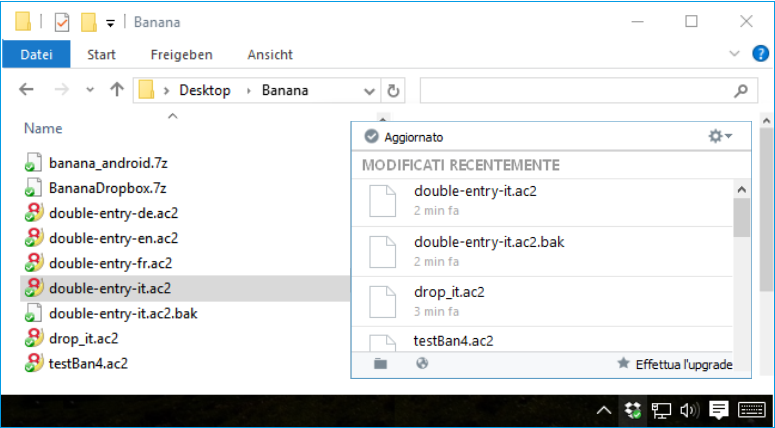 Banana
Datei Start Freigeben Ansicht
Desktop Banana
Name
banana_android.7z
BananaDropbox.7z
double-entry-de.ac2
double-entry-en.ac2
double-entry-fr.ac2
double-entry-it.ac2
double-entry-it.ac2.bak
drop_it.ac2
testBan4.ac2
Aggiornato
MODIFICATI RECENTEMENTE
double-entry-it.ac2
2 min fa
double-entry-it.ac2.bak
2 min fa
drop_it.ac2
3 min fa
testBan4.ac2
Effettua l'upgrade